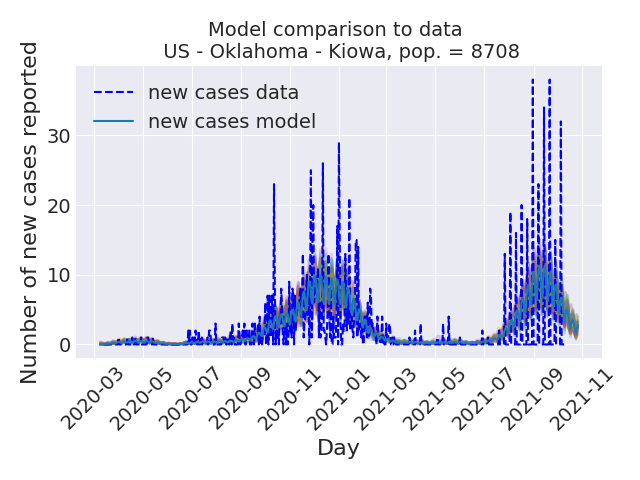 Model comparison to data
US - Oklahoma - Kiowa, pop. = 8708
Number of new cases reported
new cases data
new cases model
30
20
10
0
2020-03
2020-05
2020-07
2020-09
2020-11
2021-01
2021-03
2021-05
2021-07
2021-09
2021-11
Day